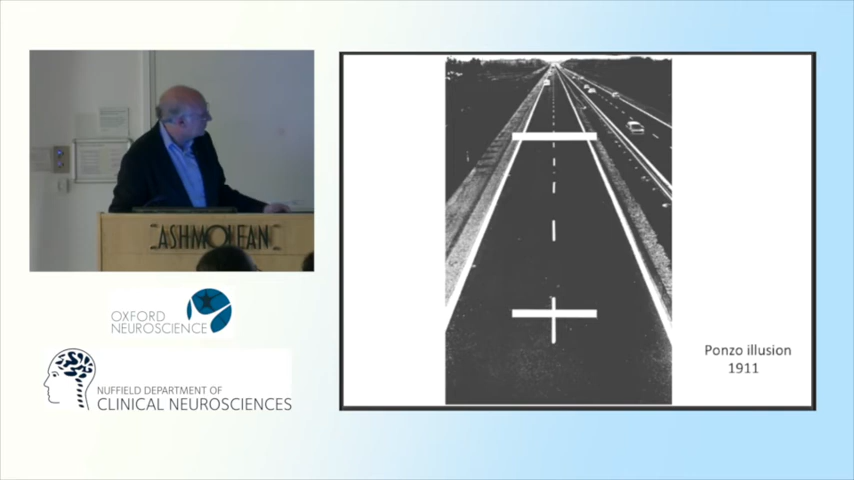 ASHMOLEAN
OXFORD
NEUROSCIENCE
NUFFIELD DEPARTMENT OF
CLINICAL NEUROSCIENCES
Ponzo illusion
1911